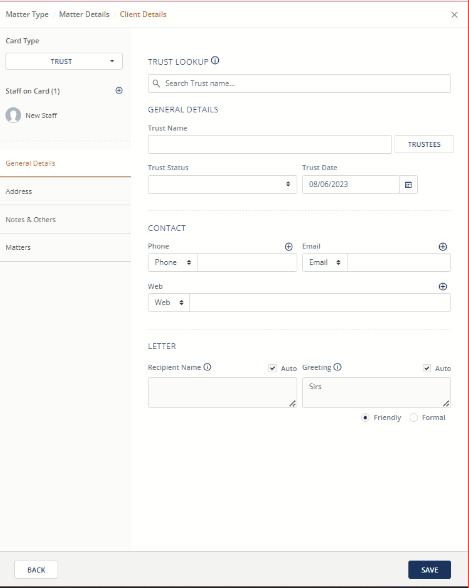 Matter Type Matter Details Client Details
Card Type
TRUST
Staff on Card (1)
New Staff
General Details
Address
Notes & Others
Matters
TRUST LOOKUP
Search Trust name...
GENERAL DETAILS
Trust Name
TRUSTEES
Trust Status Trust Date
08/06/2023
CONTACT
Phone Email
Phone Email
Web
Web
LETTER
Recipient Name Auto Greeting Auto
Sirs
Friendly Formal
BACK SAVE